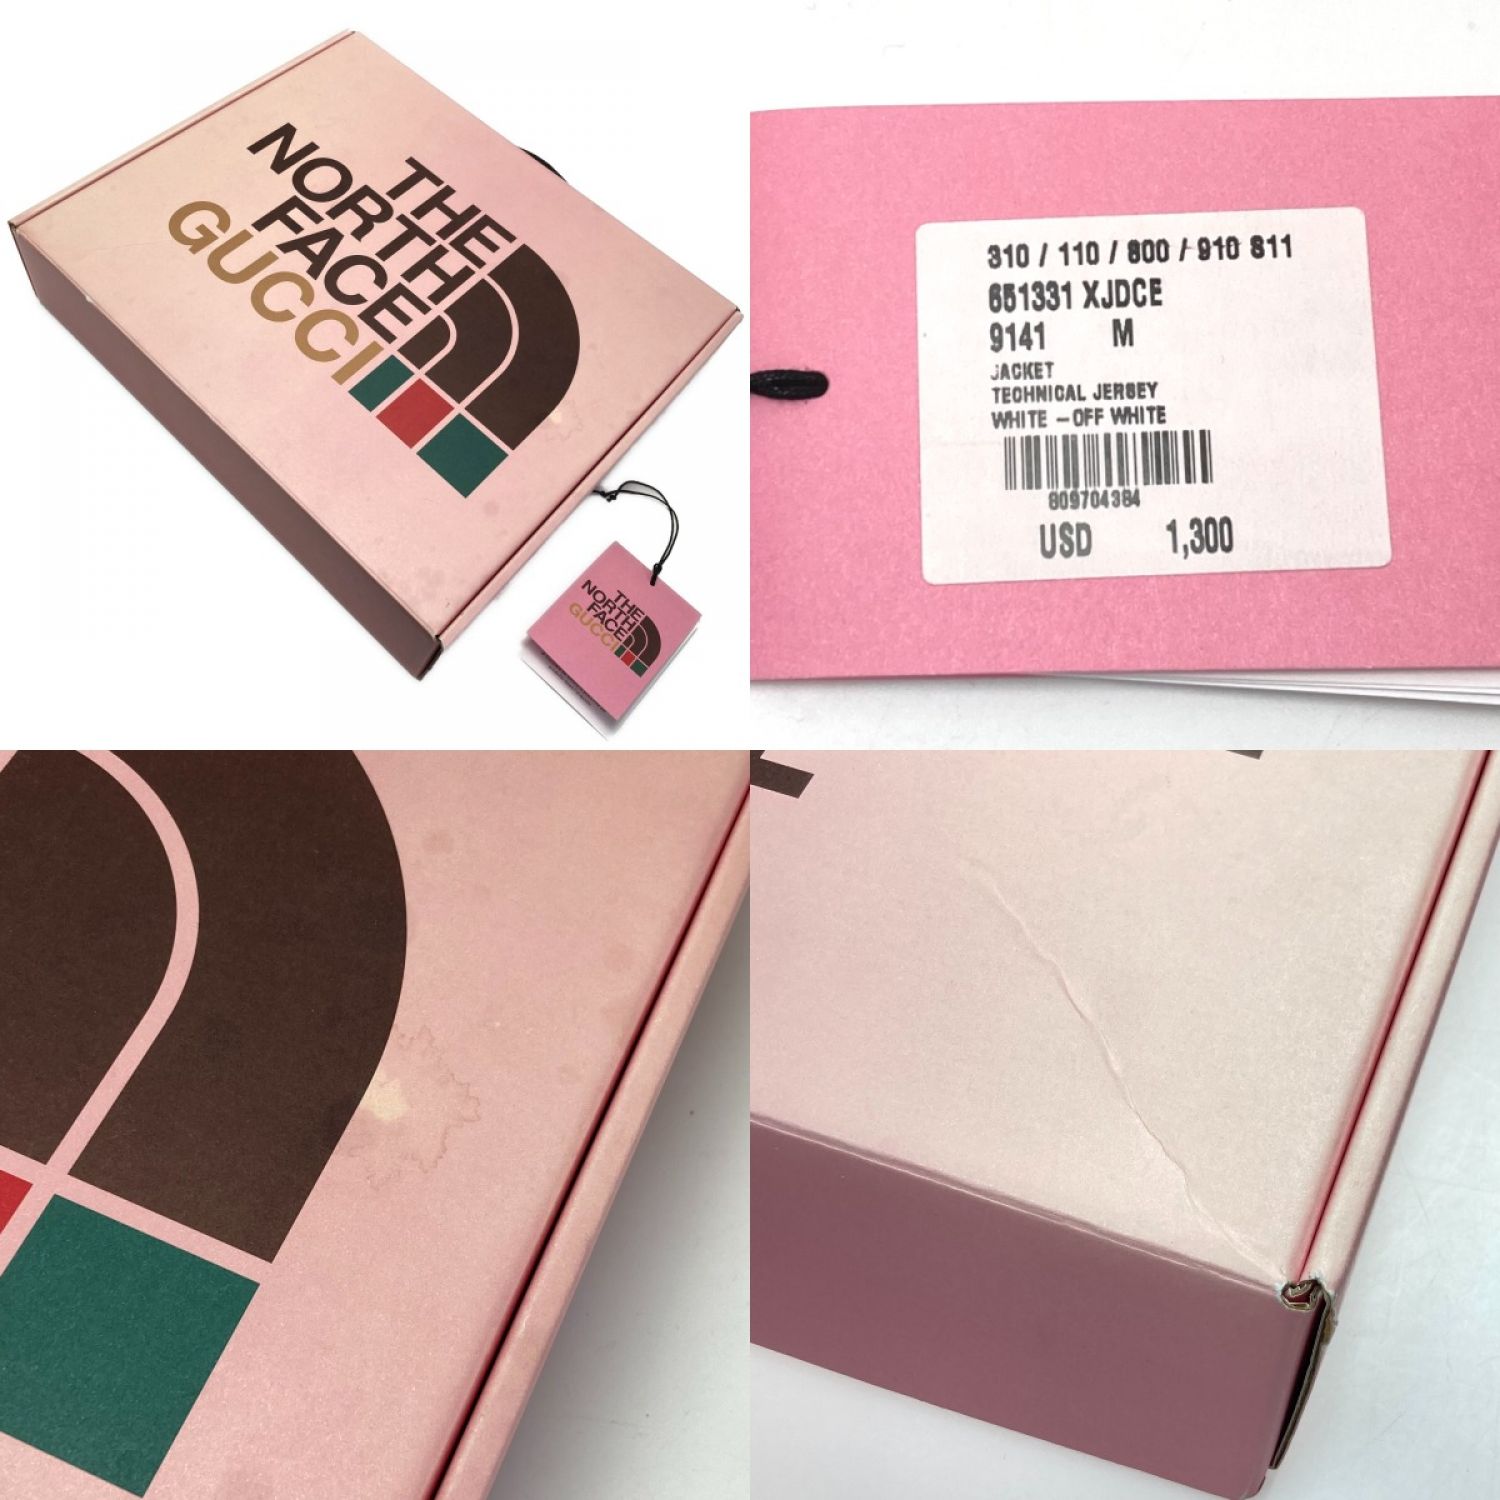 THE
NORTH
FACE
GUCCI
THE
NORTH
FACE
GUCCI
310 / 110 / 800 / 910 S11
651331 XJDCE
9141 M
JACKET
TECHNICAL JERSEY
WHITE -OFF WHITE
809704384
USD 1,300